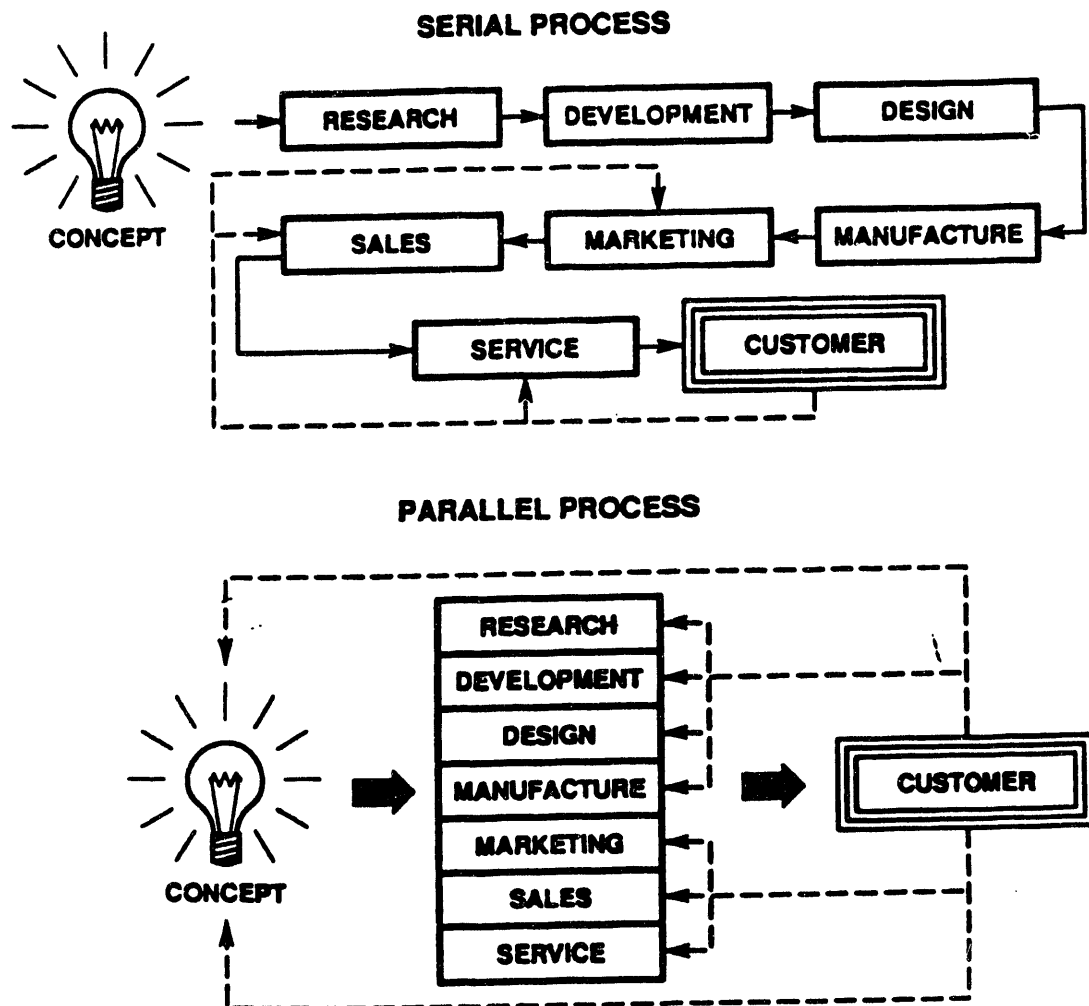 SERIAL PROCESS
RESEARCH
DEVELOPMENT
DESIGN
CONCEPT
SALES
MARKETING
MANUFACTURE
SERVICE
CUSTOMER
PARALLEL PROCESS
RESEARCH
DEVELOPMENT
DESIGN
MANUFACTURE
CUSTOMER
MARKETING
CONCEPT
SALES
SERVICE